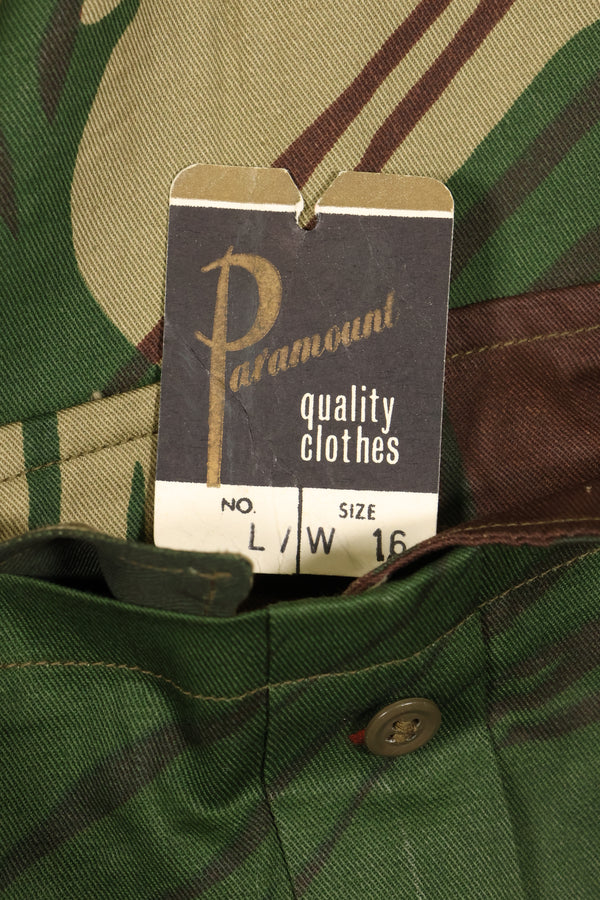 Paramount
quality
clothes
NO. SIZE
L / W 16